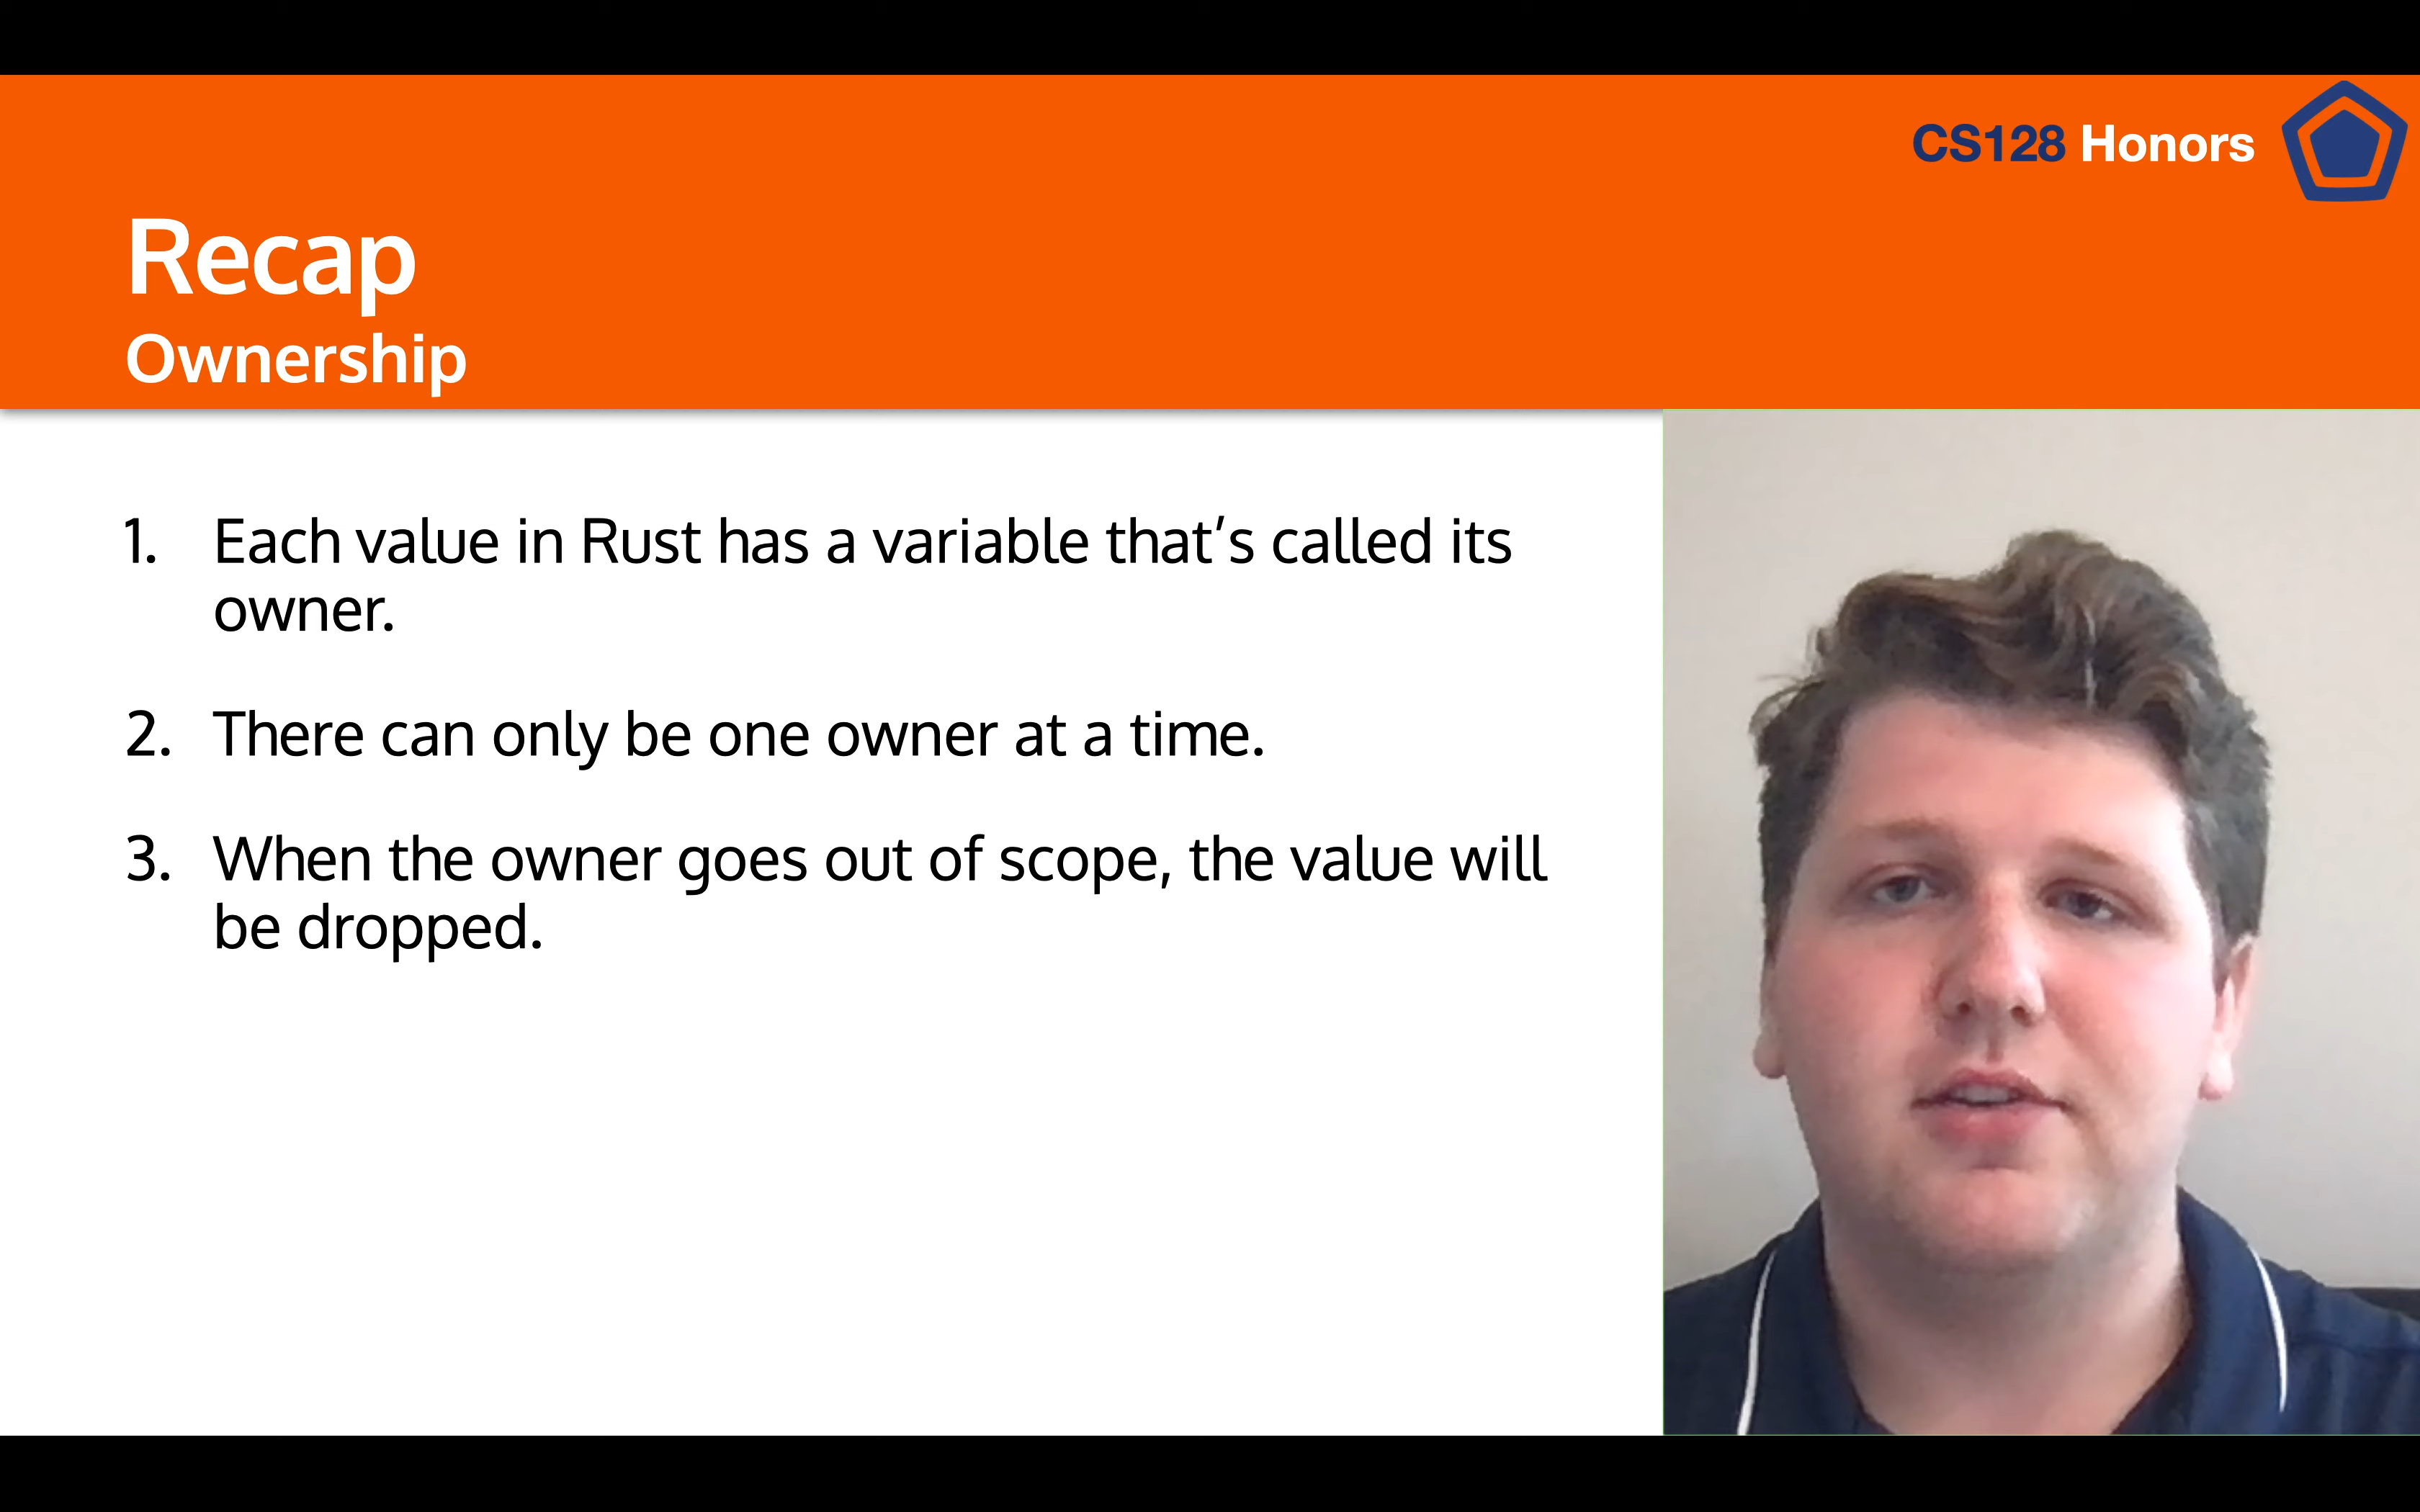 CS128 Honors
Recap
Ownership
1. Each value in Rust has a variable that’s called its
owner.
2. There can only be one owner at a time.
3. When the owner goes out of scope, the value will
be dropped.